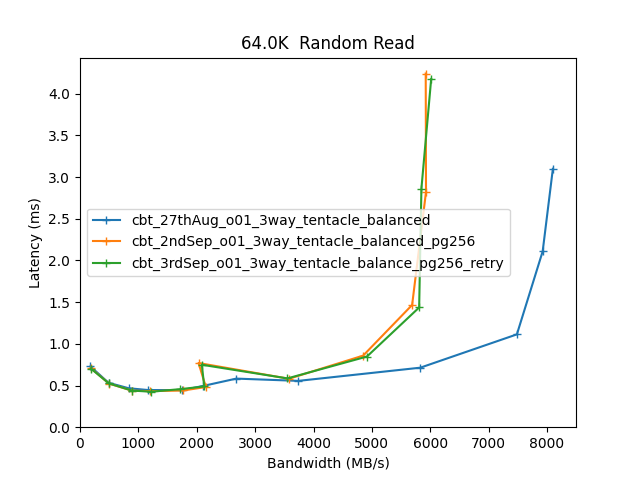 64.0K  Random Read
4.0
3.5
3.0
2.5
2.0
1.5
1.0
0.5
0.0
Latency (ms)
cbt_27thAug_o01_3way_tentacle_balanced
cbt_2ndSep_o01_3way_tentacle_balanced_pg256
cbt_3rdSep_o01_3way_tentacle_balance_pg256_retry
0 1000 2000 3000 4000 5000 6000 7000 8000
Bandwidth (MB/s)